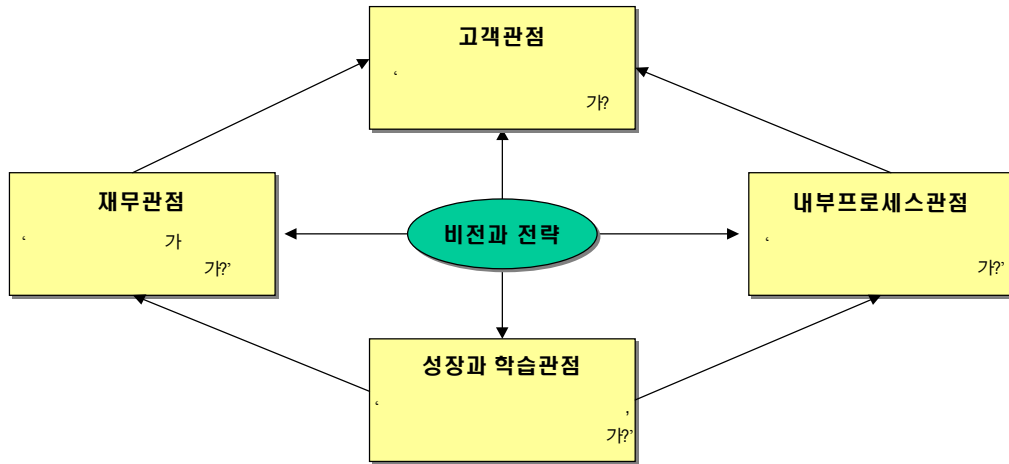 고객관점
‘
가?
재무관점
‘ 가
가?’
비전과 전략
내부프로세스관점
‘
가?’
성장과 학습관점
‘ ,
가?’